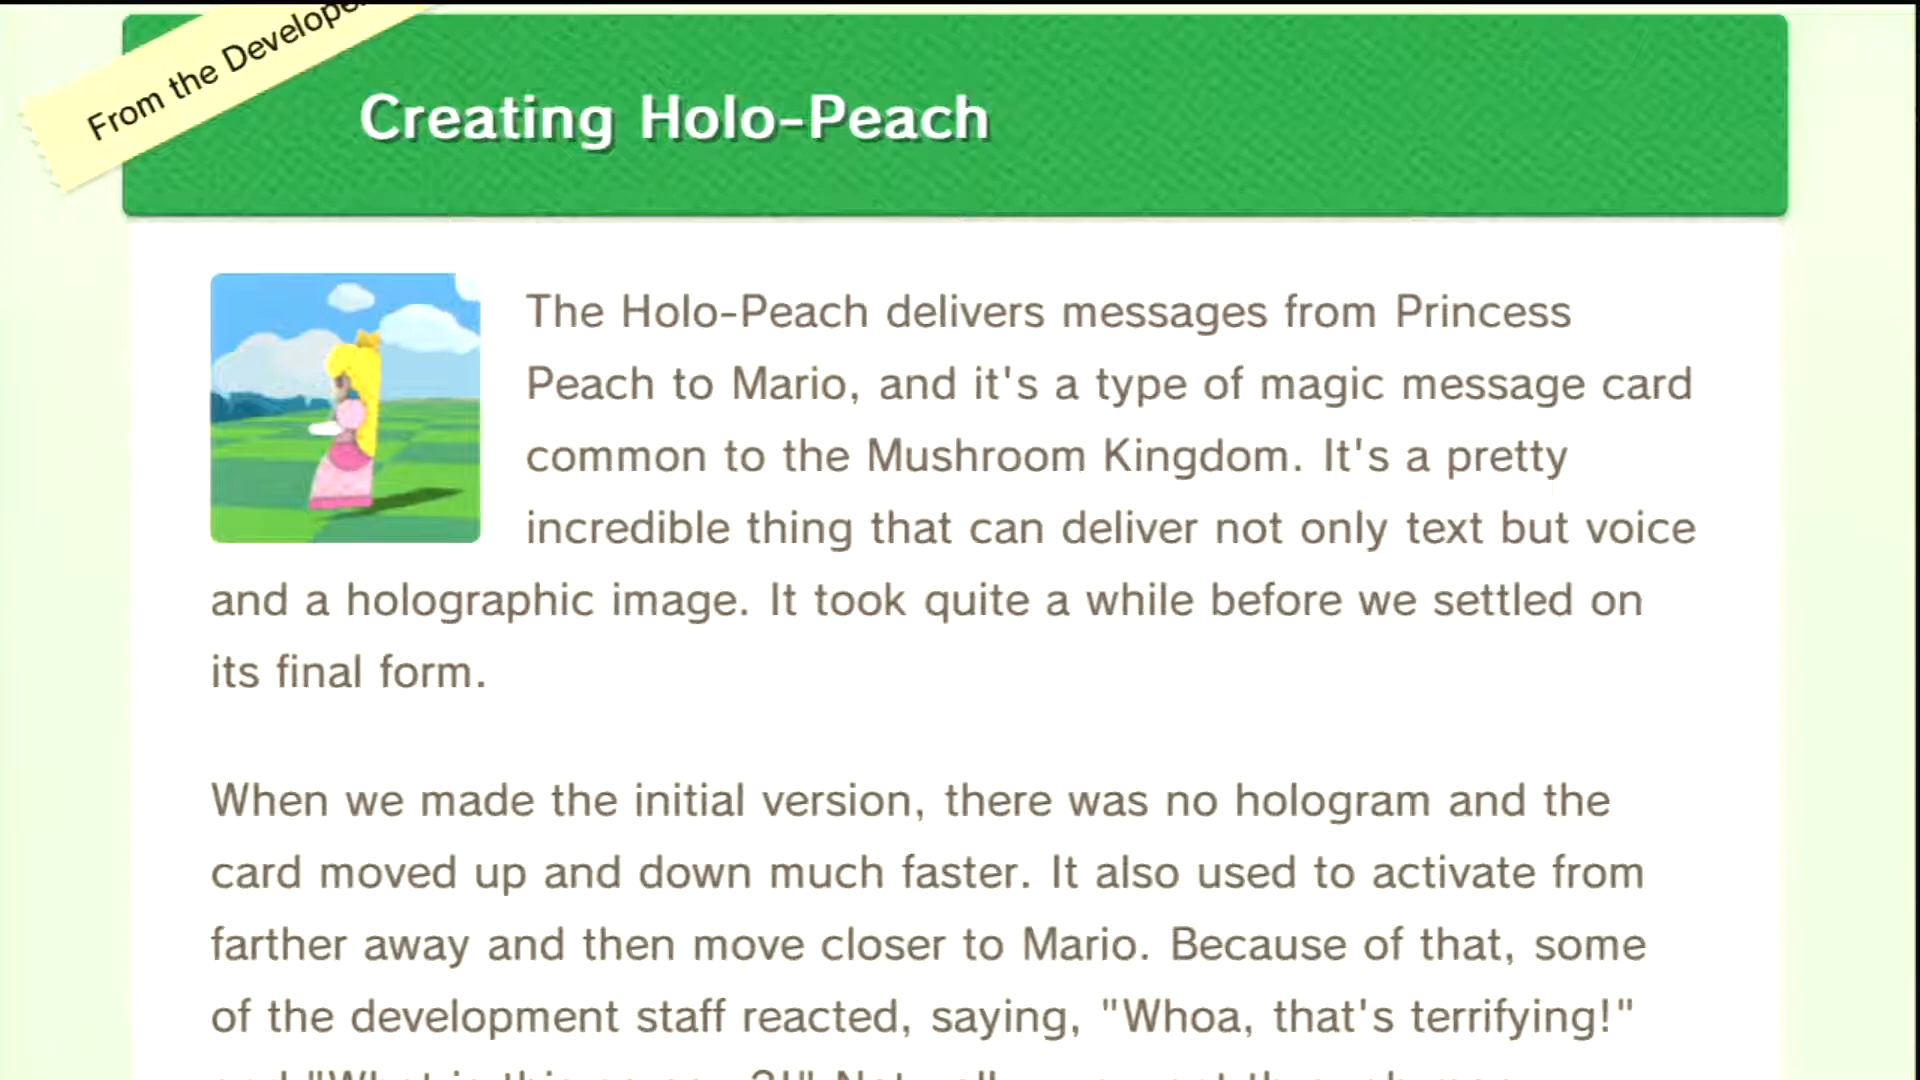 From the Develope
Creating Holo-Peach
The Holo-Peach delivers messages from Princess
Peach to Mario, and it's a type of magic message card
common to the Mushroom Kingdom. It's a pretty
incredible thing that can deliver not only text but voice
and a holographic image. It took quite a while before we settled on
its final form.
When we made the initial version, there was no hologram and the
card moved up and down much faster. It also used to activate from
farther away and then move closer to Mario. Because of that, some
of the development staff reacted, saying, "Whoa, that's terrifying!"